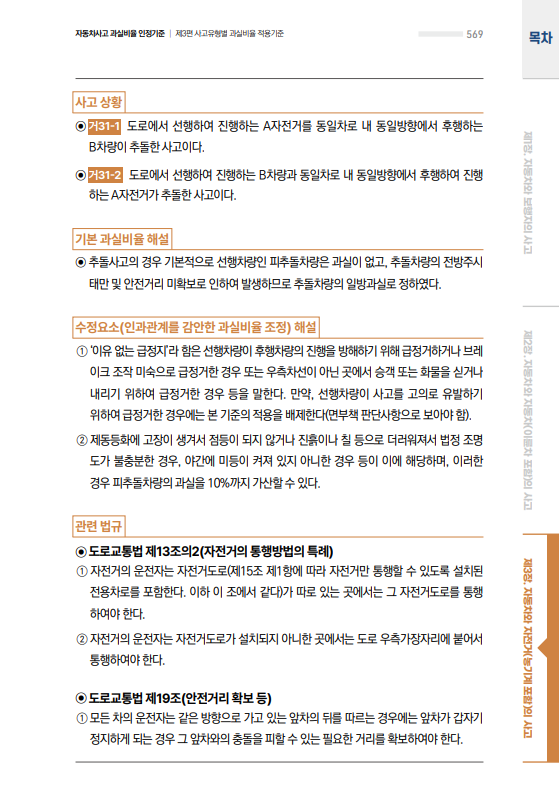 자동차사고 과실비율 인정기준 | 제3편 사고유형별 과실비율 적용기준
569
목차
사고 상황
◉ 거31-1 도로에서 선행하여 진행하는 A자전거를 동일차로 내 동일방향에서 후행하는
B차량이 추돌한 사고이다.
◉ 거31-2 도로에서 선행하여 진행하는 B차량과 동일차로 내 동일방향에서 후행하여 진행
하는 A자전거가 추돌한 사고이다.
기본 과실비율 해설
◉ 추돌사고의 경우 기본적으로 선행차량인 피추돌차량은 과실이 없고, 추돌차량의 전방주시
태만 및 안전거리 미확보로 인하여 발생하므로 추돌차량의 일방과실로 정하였다.
수정요소(인과관계를 감안한 과실비율 조정) 해설
① ‘이유 없는 급정지’라 함은 선행차량이 후행차량의 진행을 방해하기 위해 급정거하거나 브레
이크 조작 미숙으로 급정거한 경우 또는 우측차선이 아닌 곳에서 승객 또는 화물을 싣거나
내리기 위하여 급정거한 경우 등을 말한다. 만약, 선행차량이 사고를 고의로 유발하기
위하여 급정거한 경우에는 본 기준의 적용을 배제한다(면부책 판단사항으로 보아야 함).
② 제동등화에 고장이 생겨서 점등이 되지 않거나 진흙이나 칠 등으로 더러워져서 법정 조명
도가 불충분한 경우, 야간에 미등이 켜져 있지 아니한 경우 등이 이에 해당하며, 이러한
경우 피추돌차량의 과실을 10%까지 가산할 수 있다.
관련 법규
◉ 도로교통법 제13조의2(자전거의 통행방법의 특례)
① 자전거의 운전자는 자전거도로(제15조 제1항에 따라 자전거만 통행할 수 있도록 설치된
전용차로를 포함한다. 이하 이 조에서 같다)가 따로 있는 곳에서는 그 자전거도로를 통행
하여야 한다.
② 자전거의 운전자는 자전거도로가 설치되지 아니한 곳에서는 도로 우측가장자리에 붙어서
통행하여야 한다.
◉ 도로교통법 제19조(안전거리 확보 등)
① 모든 차의 운전자는 같은 방향으로 가고 있는 앞차의 뒤를 따르는 경우에는 앞차가 갑자기
정지하게 되는 경우 그 앞차와의 충돌을 피할 수 있는 필요한 거리를 확보하여야 한다.
제1장. 자동차와 보행자의 사고
제2장. 자동차와 자동차(이륜차 포함)의 사고
제3장. 자동차와 자전거(농기계 포함)의 사고